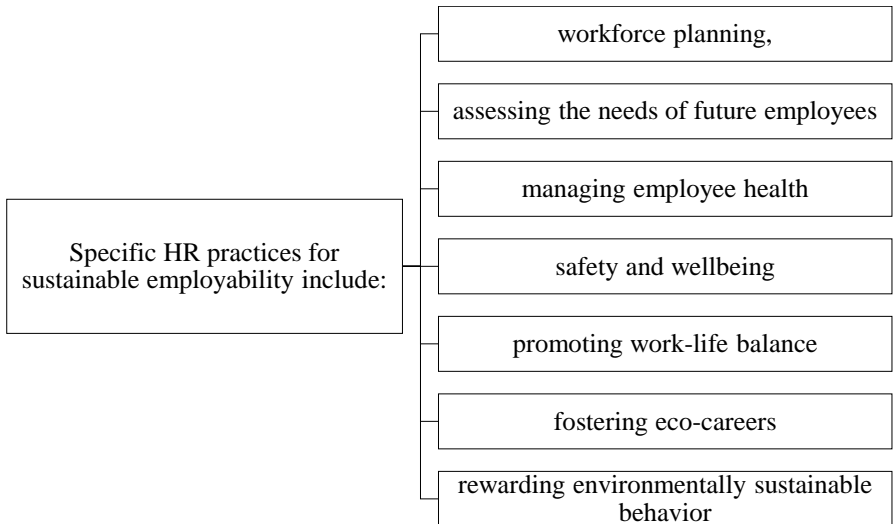 Specific HR practices for
sustainable employability include:
workforce planning,
assessing the needs of future employees
managing employee health
safety and wellbeing
promoting work-life balance
fostering eco-careers
rewarding environmentally sustainable
behavior